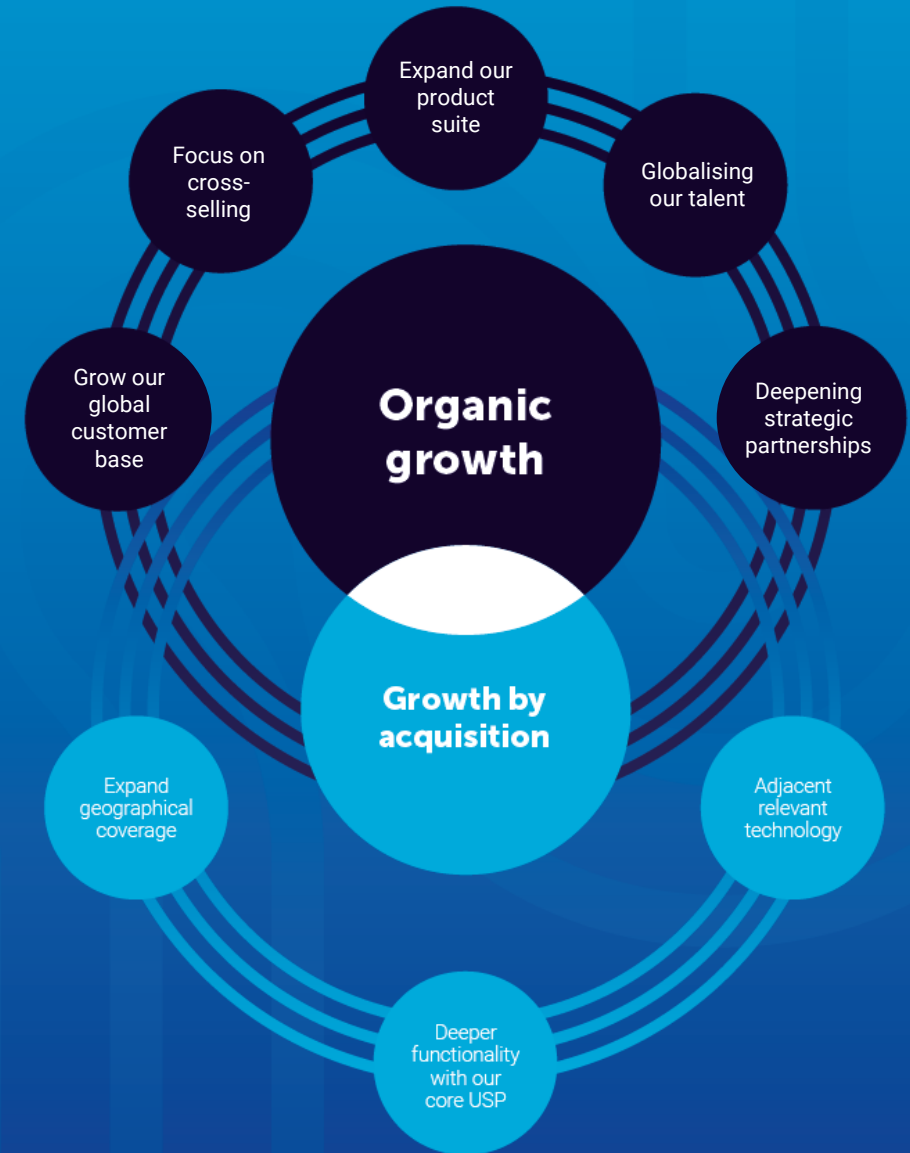 Expand our
product
suite
Focus on
cross-
selling
Globalising
our talent
Grow our
global
customer
base
Organic
growth
Deepening
strategic
partnerships
Growth by
acquisition
Expand
geographical
coverage
Adjacent
relevant
technology
Deeper
functionality
with our
core USP